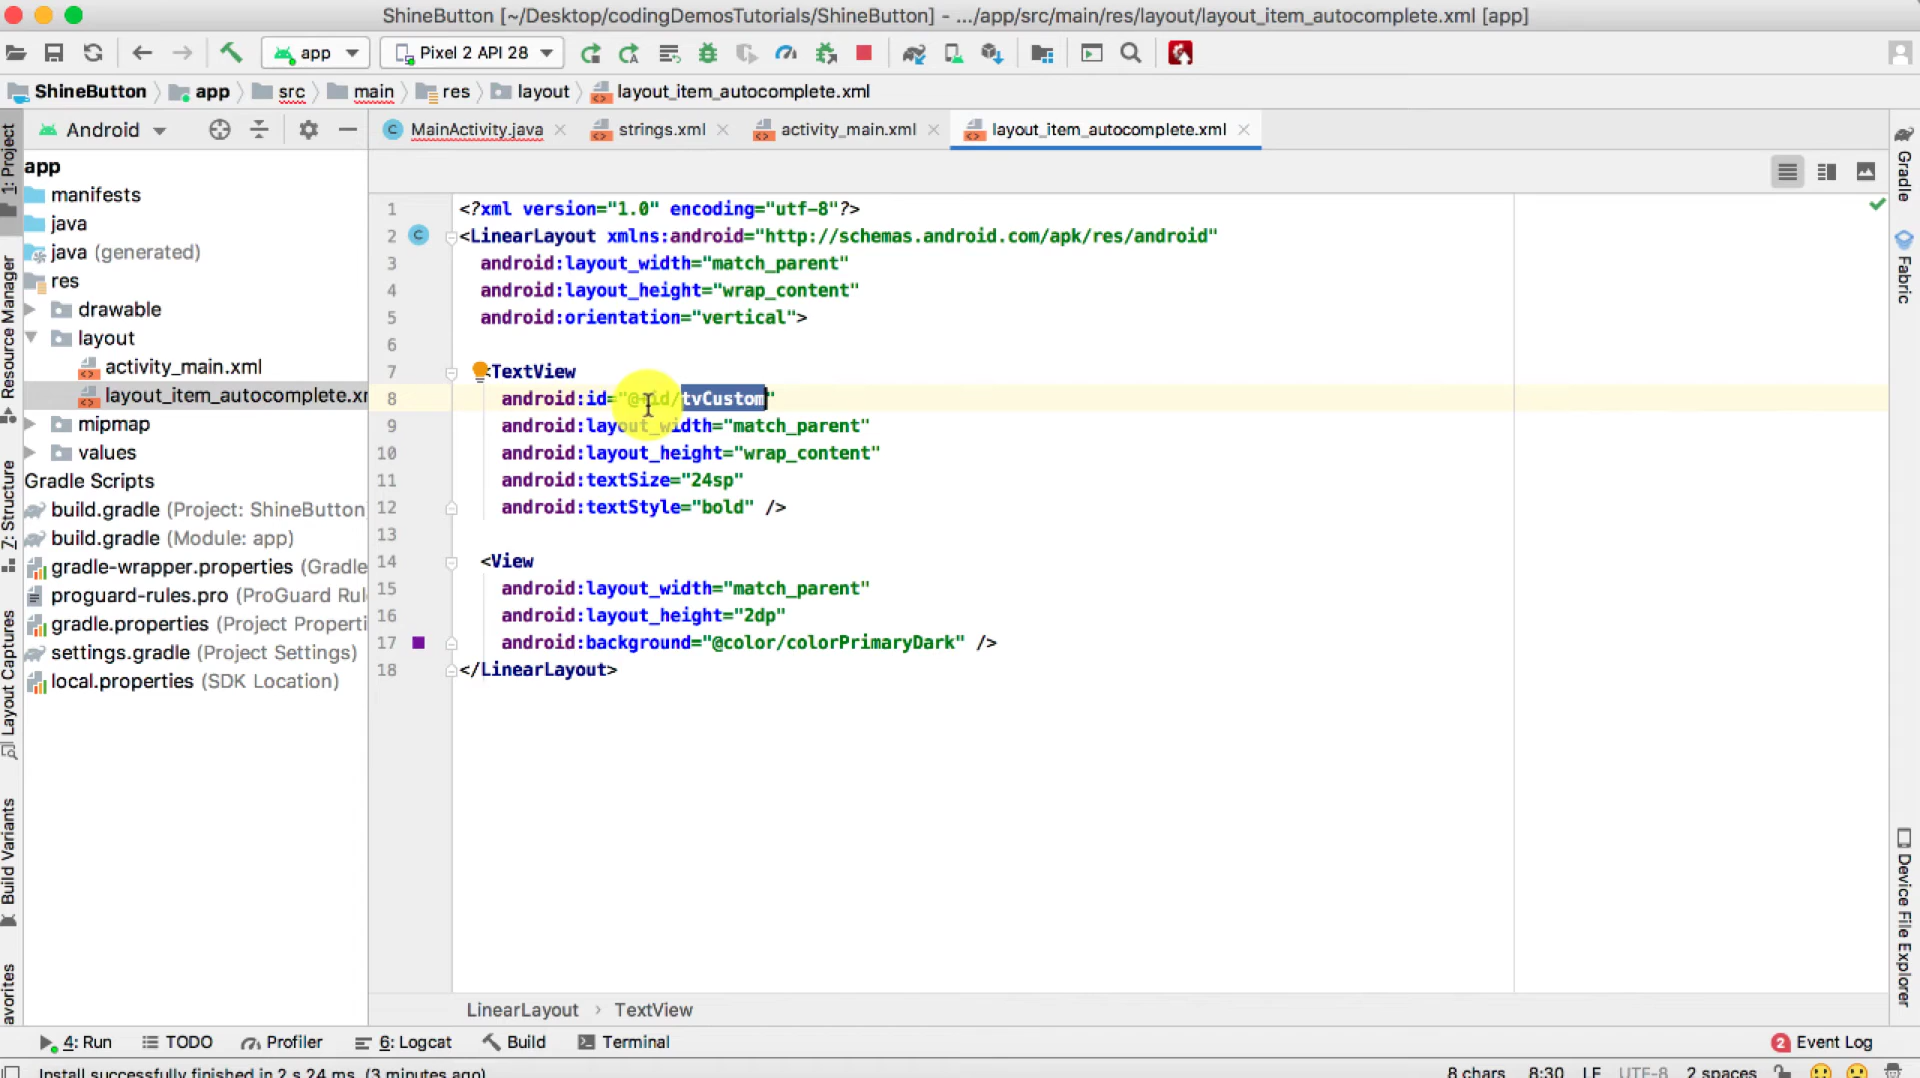 ShineButton [~/Desktop/codingDemosTutorials/ShineButton] - .../app/src/main/res/layout/layout_item_autocomplete.xml [app]
app
Pixel 2 API 28
ShineButton
app
src
main
res
layout
layout_item_autocomplete.xml
Android
MainActivity.java
strings.xml
activity_main.xml
layout_item_autocomplete.xml
1: Project
Resource Manager
Z: Structure
Layout Captures
Build Variants
avorites
app
manifests
java
java (generated)
res
drawable
layout
activity_main.xml
layout_item_autocomplete.xr
mipmap
values
Gradle Scripts
build.gradle (Project: ShineButton
build.gradle (Module: app)
gradle-wrapper.properties (Gradle
proguard-rules.pro (ProGuard Rul
gradle.properties (Project Properti
settings.gradle (Project Settings)
local.properties (SDK Location)
1 <?xml version="1.0" encoding="utf-8"?>
2 <LinearLayout xmlns:android="http://schemas.android.com/apk/res/android"
3 android:layout_width="match_parent"
4 android:layout_height="wrap_content"
5 android:orientation="vertical">
6
7 <TextView
8 android:id="@+id/tvCustom"
9 android:layout_width="match_parent"
10 android:layout_height="wrap_content"
11 android:textSize="24sp"
12 android:textStyle="bold" />
13
14 <View
15 android:layout_width="match_parent"
16 android:layout_height="2dp"
17 android:background="@color/colorPrimaryDark" />
18 </LinearLayout>
Gradle
Fabric
Device File Explorer
LinearLayout › TextView
4: Run
TODO
Profiler
6: Logcat
Build
Terminal
2 Event Log
Install successfully finished in 2 s 24 ms. (3 minutes ago)
8 chars
8:30
LF
UTF-8
2 spaces